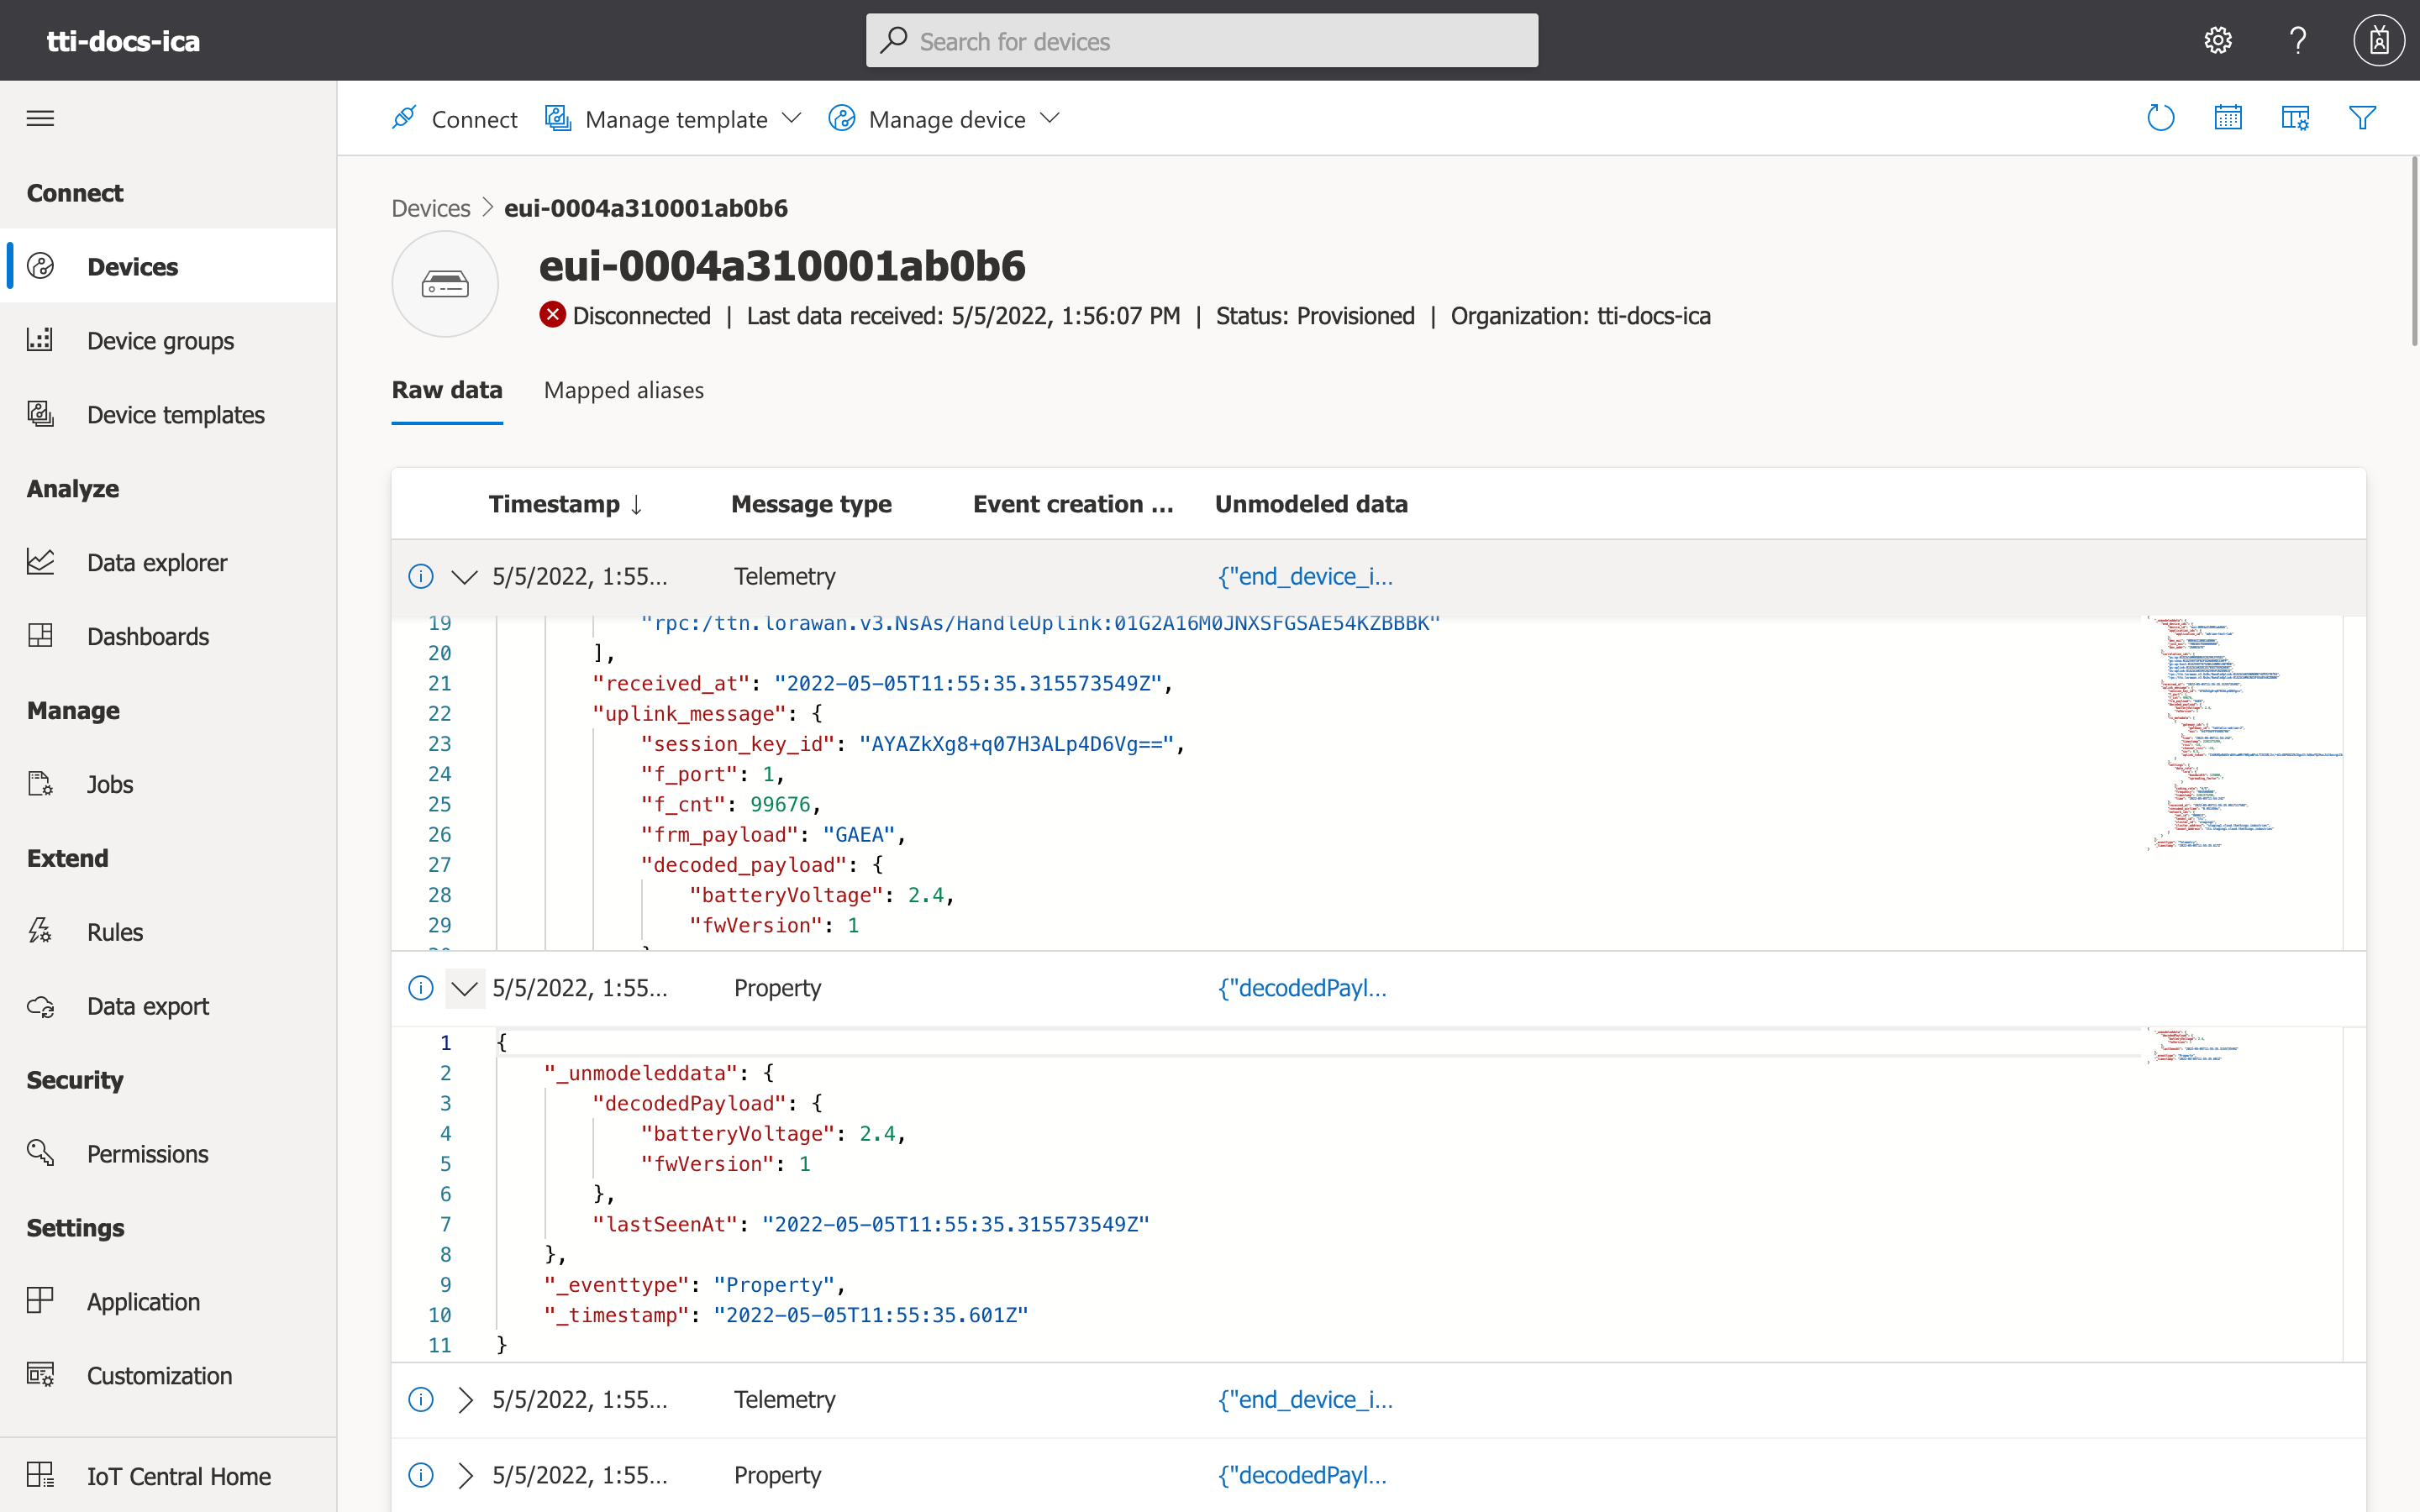 tti-docs-ica
Search for devices
Connect
Manage template
Manage device
Connect
Devices
Device groups
Device templates
Analyze
Data explorer
Dashboards
Manage
Jobs
Extend
Rules
Data export
Security
Permissions
Settings
Application
Customization
IoT Central Home
Devices > eui-0004a310001ab0b6
eui-0004a310001ab0b6
Disconnected | Last data received: 5/5/2022, 1:56:07 PM | Status: Provisioned | Organization: tti-docs-ica
Raw data Mapped aliases
Timestamp ↓ Message type Event creation ... Unmodeled data
5/5/2022, 1:55... Telemetry {"end_device_i...
19 "rpc:/ttn.lorawan.v3.NsAs/HandleUplink:01G2A16M0JNXSFGSAE54KZBBBK"
20 ],
21 "received_at": "2022-05-05T11:55:35.315573549Z",
22 "uplink_message": {
23 "session_key_id": "AYAZkXg8+q07H3ALp4D6Vg==",
24 "f_port": 1,
25 "f_cnt": 99676,
26 "frm_payload": "GAEA",
27 "decoded_payload": {
28 "batteryVoltage": 2.4,
29 "fwVersion": 1
5/5/2022, 1:55... Property {"decodedPayl...
1 {
2 "_unmodeleddata": {
3 "decodedPayload": {
4 "batteryVoltage": 2.4,
5 "fwVersion": 1
6 },
7 "lastSeenAt": "2022-05-05T11:55:35.315573549Z"
8 },
9 "_eventtype": "Property",
10 "_timestamp": "2022-05-05T11:55:35.601Z"
11 }
5/5/2022, 1:55... Telemetry {"end_device_i...
5/5/2022, 1:55... Property {"decodedPayl...